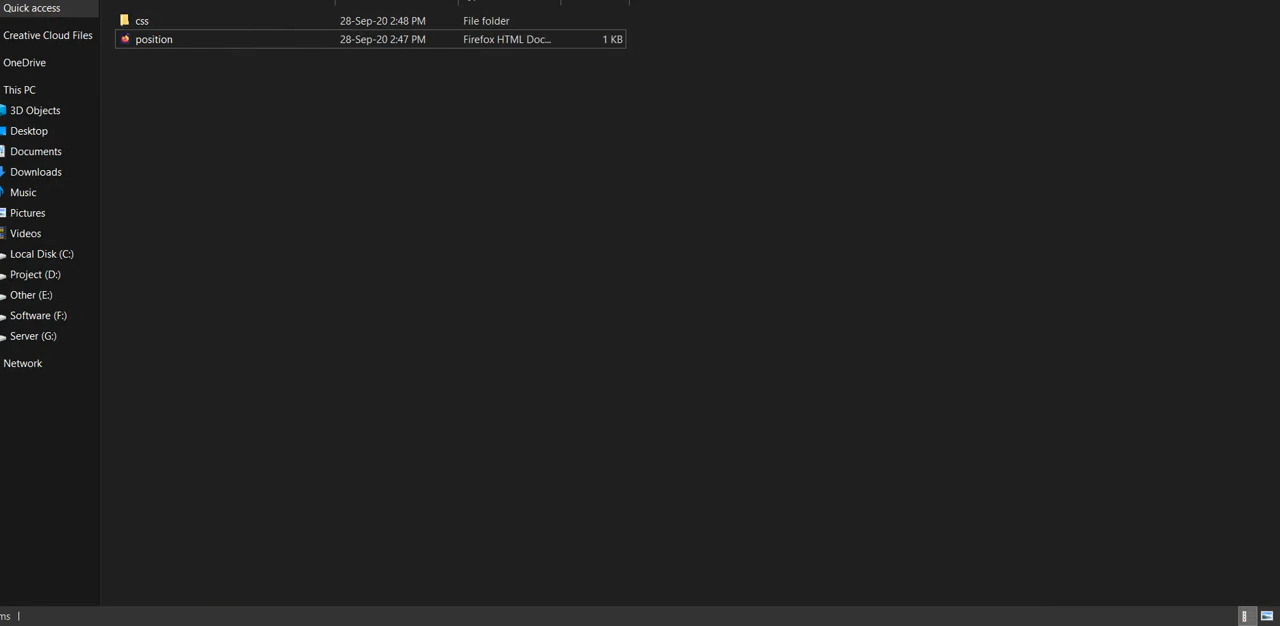 Quick access
Creative Cloud Files
OneDrive
This PC
3D Objects
Desktop
Documents
Downloads
Music
Pictures
Videos
Local Disk (C:)
Project (D:)
Other (E:)
Software (F:)
Server (G:)
Network
css 28-Sep-20 2:48 PM File folder
position 28-Sep-20 2:47 PM Firefox HTML Doc... 1 KB